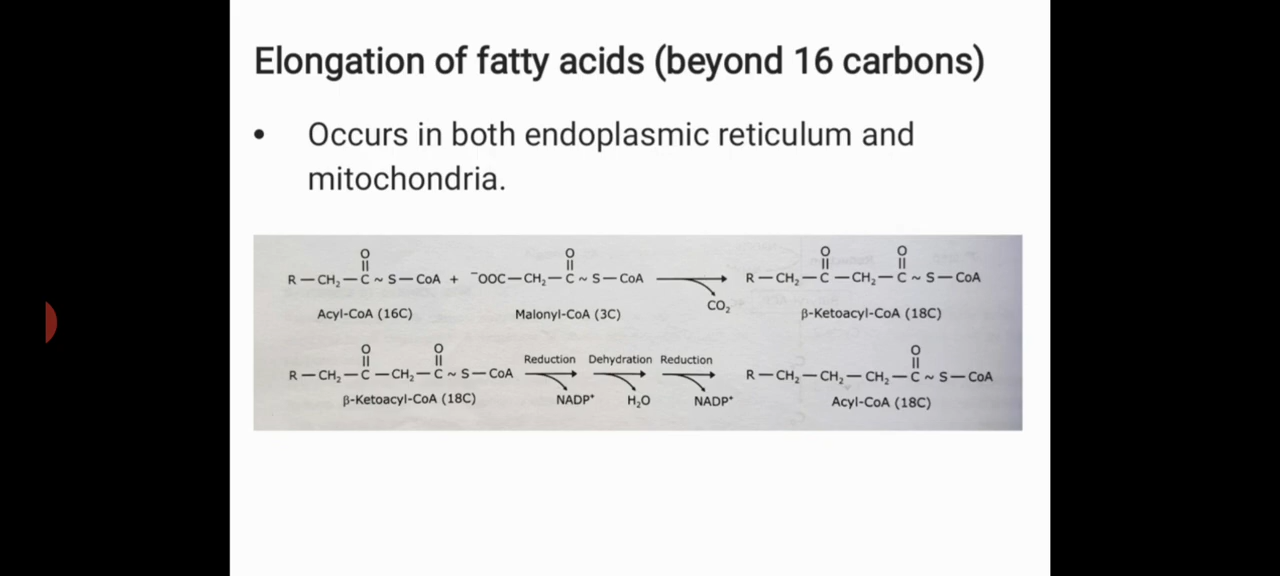 Elongation of fatty acids (beyond 16 carbons)
• Occurs in both endoplasmic reticulum and
mitochondria.
O O O O
R—CH₂—C~S—CoA + ⁻OOC—CH₂—C~S—CoA R—CH₂—C—CH₂—C~S—CoA
CO₂
Acyl-CoA (16C) Malonyl-CoA (3C) β-Ketoacyl-CoA (18C)
O O O
Reduction Dehydration Reduction
R—CH₂—C—CH₂—C~S—CoA R—CH₂—CH₂—CH₂—C~S—CoA
β-Ketoacyl-CoA (18C) NADP⁺ H₂O NADP⁺ Acyl-CoA (18C)